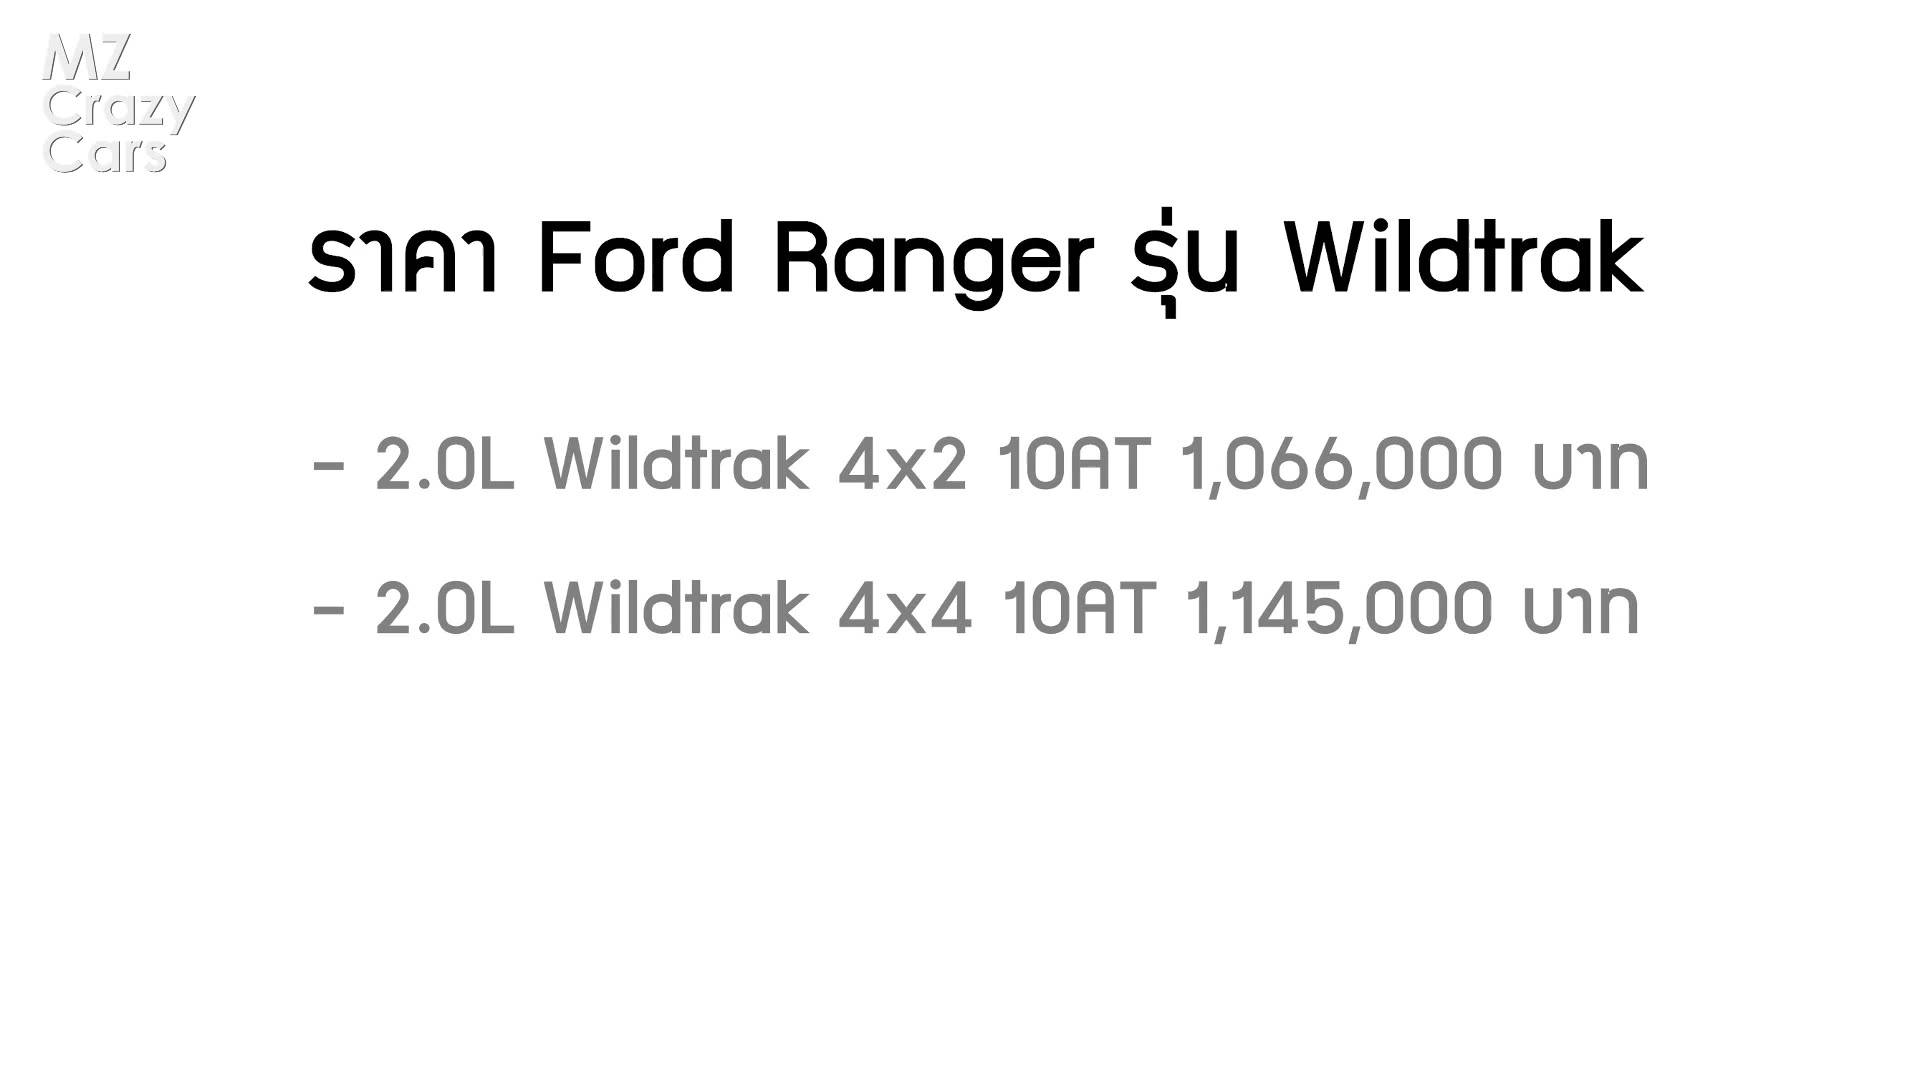 MZ
Crazy
Cars
ราคา Ford Ranger รุ่น Wildtrak
- 2.0L Wildtrak 4x2 10AT 1,066,000 บาท
- 2.0L Wildtrak 4x4 10AT 1,145,000 บาท